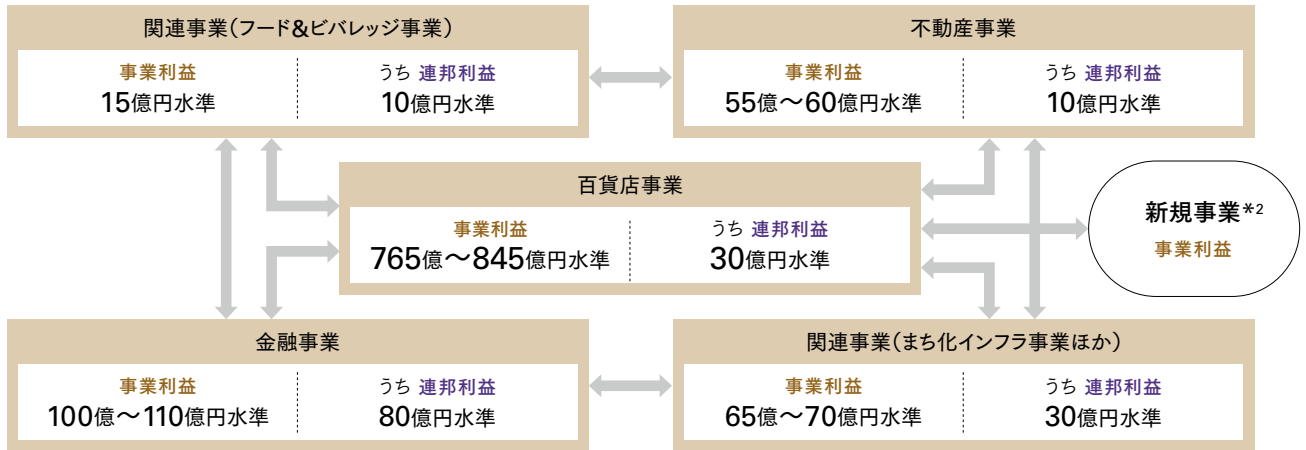 関連事業（フード&ビバレッジ事業）
事業利益
15億円水準
うち 連邦利益
10億円水準
不動産事業
事業利益
55億〜60億円水準
うち 連邦利益
10億円水準
百貨店事業
事業利益
765億〜845億円水準
うち 連邦利益
30億円水準
新規事業*2
事業利益
金融事業
事業利益
100億〜110億円水準
うち 連邦利益
80億円水準
関連事業（まち化インフラ事業ほか）
事業利益
65億〜70億円水準
うち 連邦利益
30億円水準